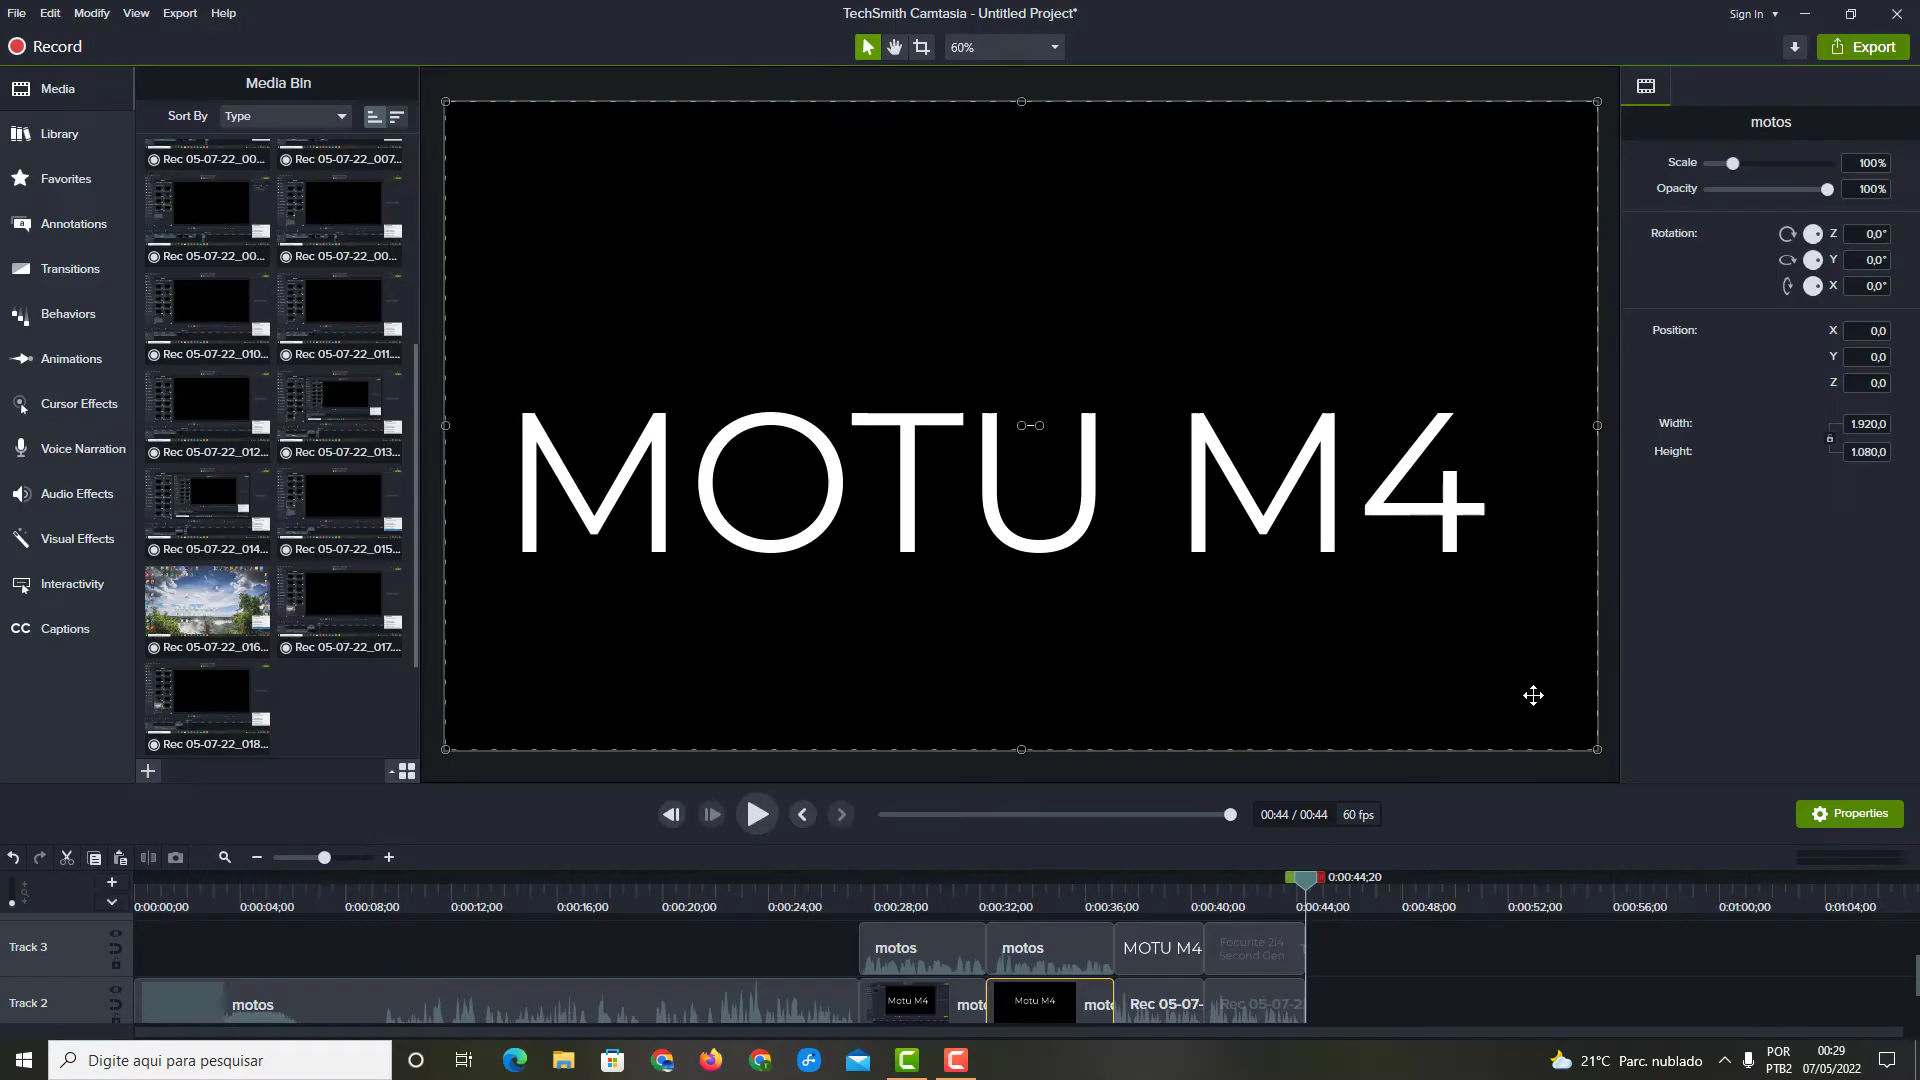 File Edit Modify View Export Help
TechSmith Camtasia - Untitled Project*
Sign In
Record
60%
Export
Media
Library
Favorites
Annotations
Transitions
Behaviors
Animations
Cursor Effects
Voice Narration
Audio Effects
Visual Effects
Interactivity
CC Captions
Media Bin
Sort By Type
Rec 05-07-22_00... Rec 05-07-22_007...
Rec 05-07-22_00... Rec 05-07-22_00...
Rec 05-07-22_010... Rec 05-07-22_011...
Rec 05-07-22_012... Rec 05-07-22_013...
Rec 05-07-22_014... Rec 05-07-22_015...
Rec 05-07-22_016... Rec 05-07-22_017...
Rec 05-07-22_018...
MOTU M4
motos
Scale 100%
Opacity 100%
Rotation: Z 0,0°
Y 0,0°
X 0,0°
Position: X 0,0
Y 0,0
Z 0,0
Width: 1.920,0
Height: 1.080,0
00:44 / 00:44 60 fps
Properties
0:00:44;20
0:00:00;00 0:00:04;00 0:00:08;00 0:00:12;00 0:00:16;00 0:00:20;00 0:00:24;00 0:00:28;00 0:00:32;00 0:00:36;00 0:00:40;00 0:00:44;00 0:00:48;00 0:00:52;00 0:00:56;00 0:01:00;00 0:01:04;00
Track 3 motos motos MOTU M4 Focurite 2i4
Second Gen
Track 2 motos Motu M4 mot Motu M4 mot Rec 05-07- Rec 05-07-2
Digite aqui para pesquisar
21°C Parc. nublado
POR
PTB2
00:29
07/05/2022